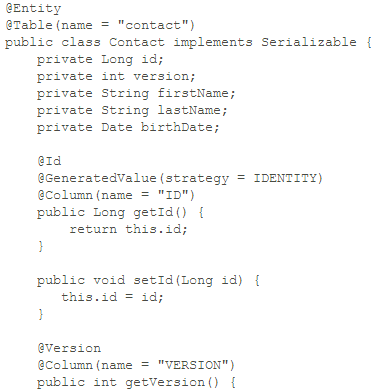 @Entity
@Table(name = "contact")
public class Contact implements Serializable {
    private Long id;
    private int version;
    private String firstName;
    private String lastName;
    private Date birthDate;

    @Id
    @GeneratedValue(strategy = IDENTITY)
    @Column(name = "ID")
    public Long getId() {
        return this.id;
    }

    public void setId(Long id) {
       this.id = id;
    }

    @Version
    @Column(name = "VERSION")
    public int getVersion() {